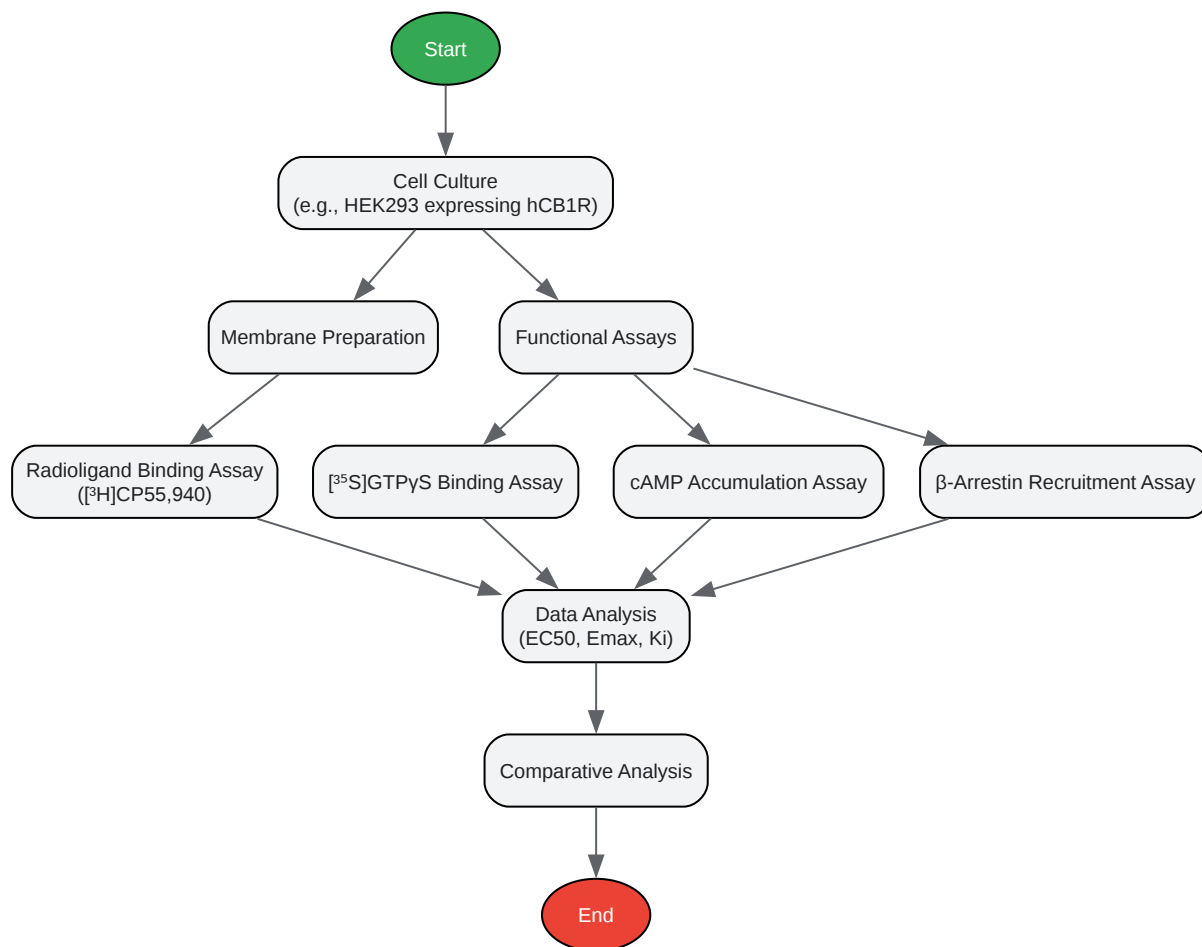 Start
Cell Culture
(e.g., HEK293 expressing hCB1R)
Membrane Preparation
Functional Assays
Radioligand Binding Assay
([³H]CP55,940)
[³⁵S]GTPγS Binding Assay
cAMP Accumulation Assay
β-Arrestin Recruitment Assay
Data Analysis
(EC50, Emax, Ki)
Comparative Analysis
End